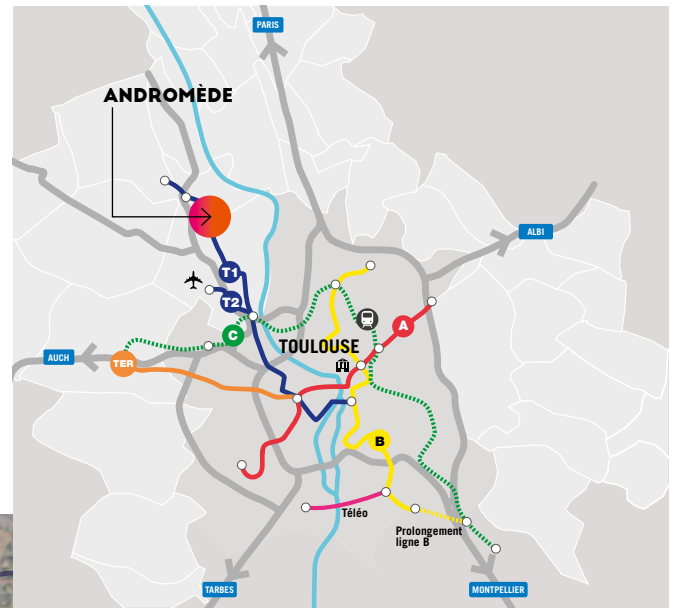 PARIS
ANDROMÈDE
ALBI
T1
T2
C
A
TOULOUSE
AUCH
TER
B
Téléo
Prolongement
ligne B
TARBES
MONTPELLIER